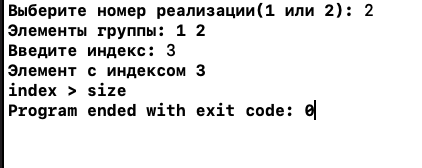 Выберите номер реализации(1 или 2): 2
Элементы группы: 1 2
Введите индекс: 3
Элемент с индексом 3
index > size
Program ended with exit code: 0